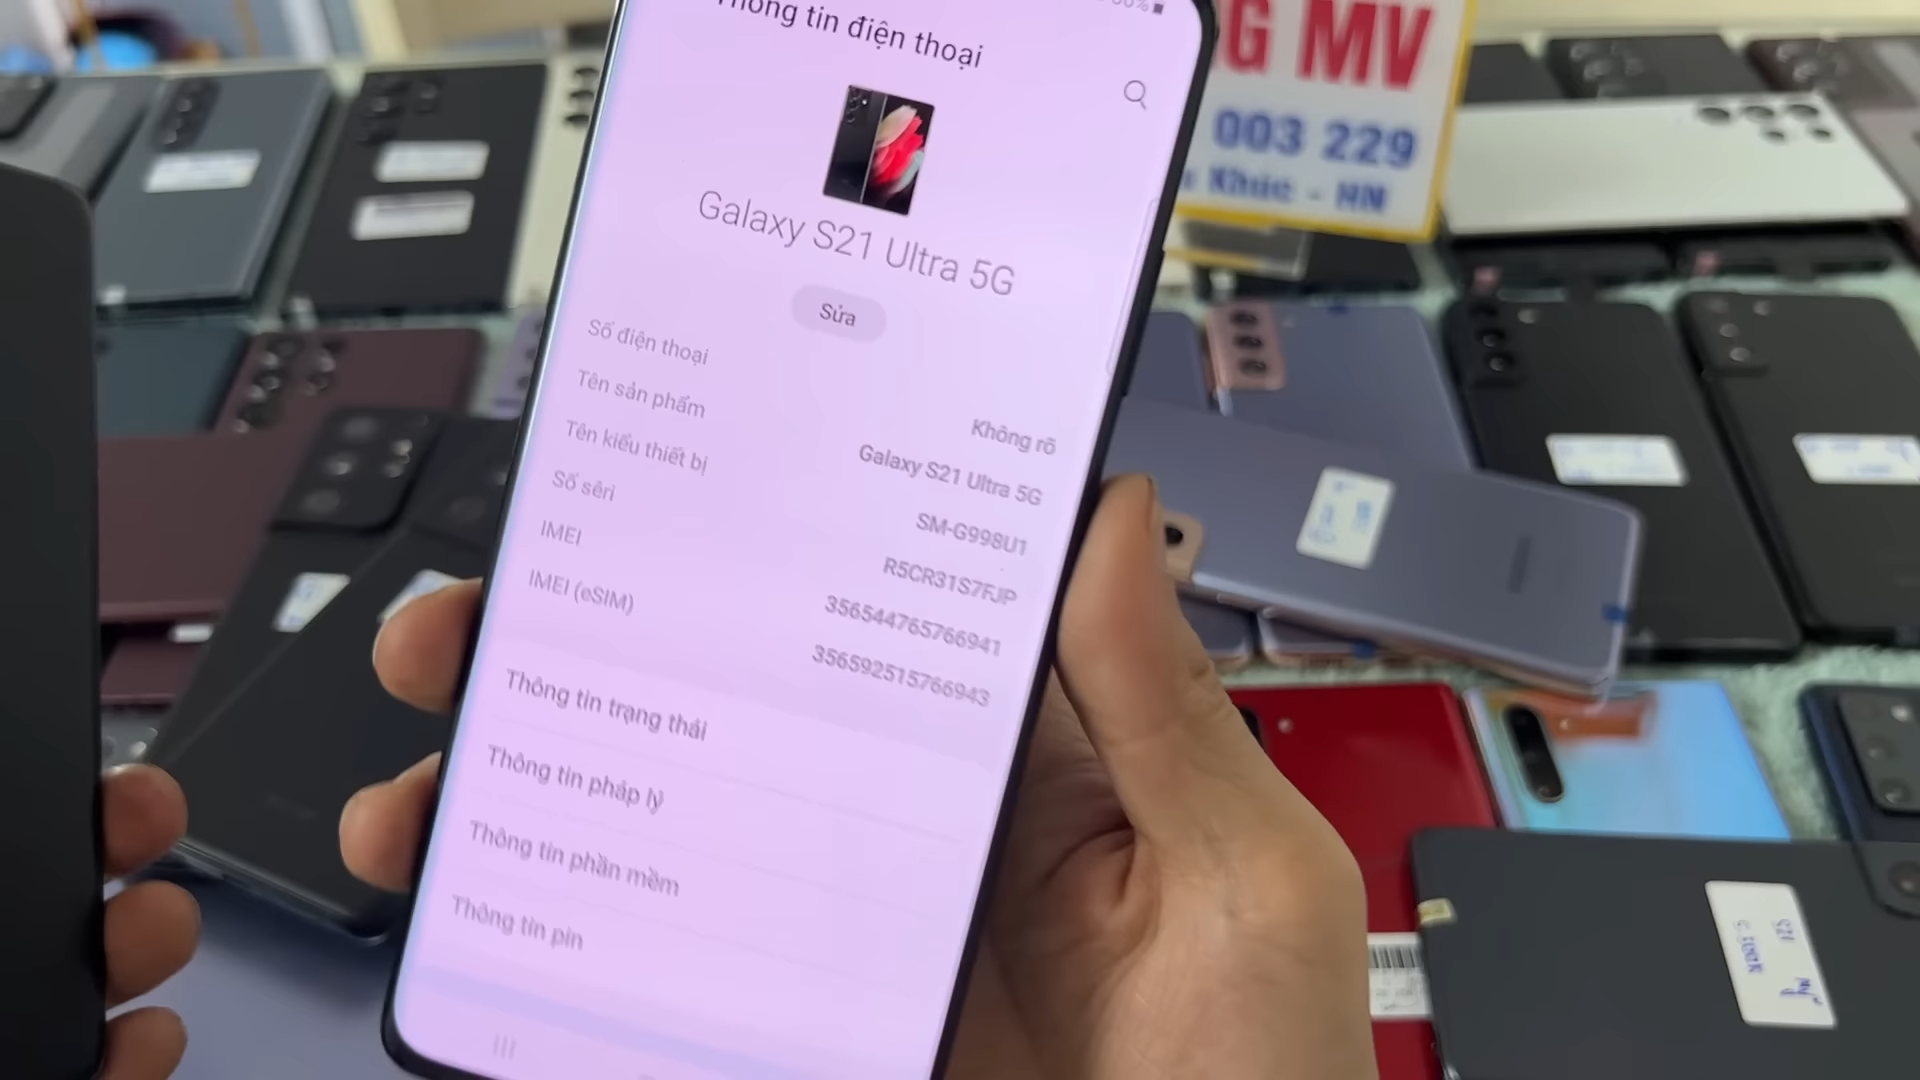 Thông tin điện thoại
Galaxy S21 Ultra 5G
Sửa
Số điện thoại
Không rõ
Tên sản phẩm
Galaxy S21 Ultra 5G
Tên kiểu thiết bị
SM-G998U1
Số sêri
R5CR31S7FJP
IMEI
356544765766941
IMEI (eSIM)
356592515766943
Thông tin trạng thái
Thông tin pháp lý
Thông tin phần mềm
Thông tin pin
G MV
003 229
Khúc - HN